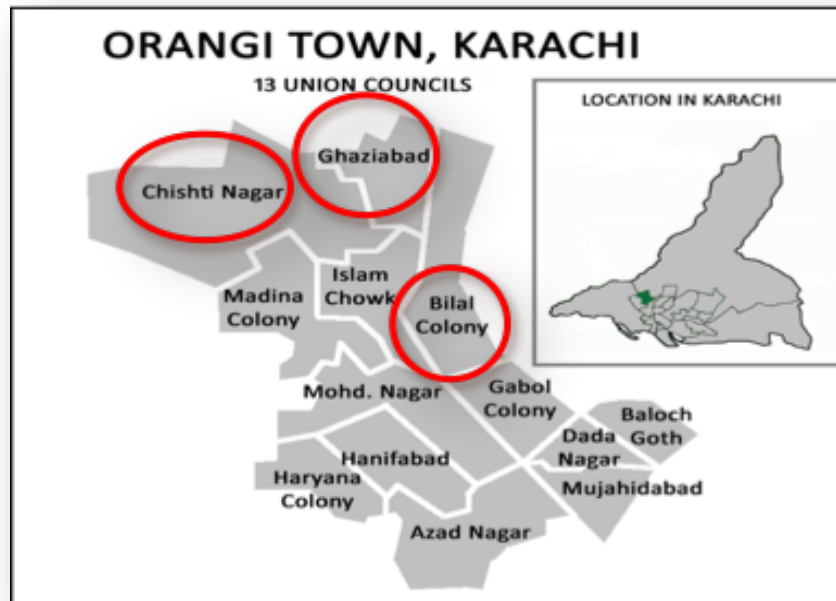 ORANGI TOWN, KARACHI
13 UNION COUNCILS
LOCATION IN KARACHI
Ghaziabad
Chishti Nagar
Islam
Chowk
Madina
Colony
Bilal
Colony
Mohd. Nagar
Gabol
Colony
Baloch
Goth
Dada
Nagar
Hanifabad
Haryana
Colony
Mujahidabad
Azad Nagar